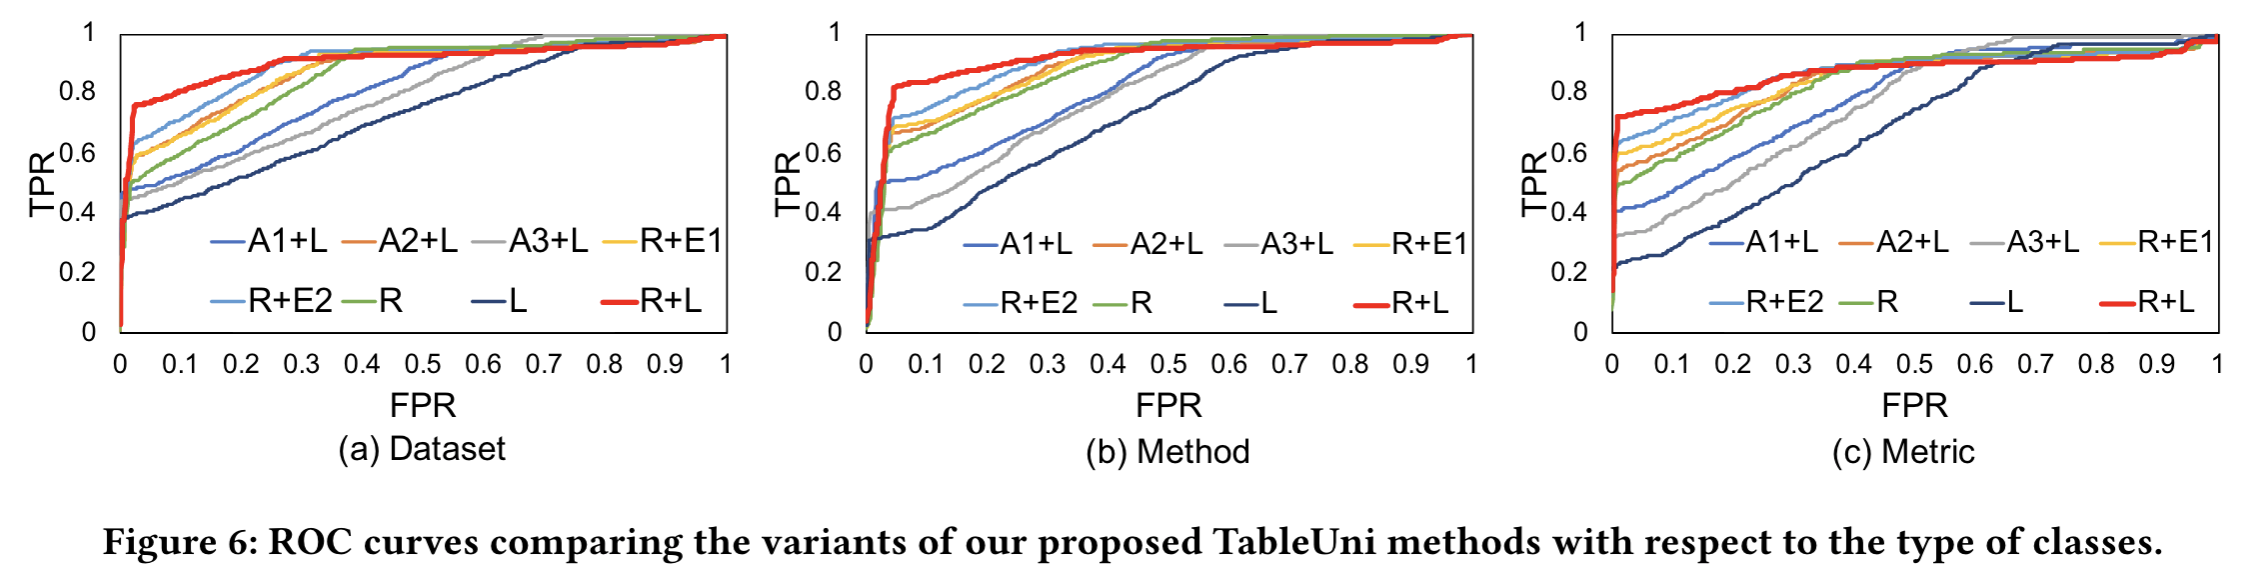 1
0.8
0.6
0.4
0.2
0
TPR
A1+L A2+L A3+L R+E1
R+E2 R L R+L
0 0.1 0.2 0.3 0.4 0.5 0.6 0.7 0.8 0.9 1
FPR
(a) Dataset
1
0.8
0.6
0.4
0.2
0
TPR
A1+L A2+L A3+L R+E1
R+E2 R L R+L
0 0.1 0.2 0.3 0.4 0.5 0.6 0.7 0.8 0.9 1
FPR
(b) Method
1
0.8
0.6
0.4
0.2
0
TPR
A1+L A2+L A3+L R+E1
R+E2 R L R+L
0 0.1 0.2 0.3 0.4 0.5 0.6 0.7 0.8 0.9 1
FPR
(c) Metric
Figure 6: ROC curves comparing the variants of our proposed TableUni methods with respect to the type of classes.